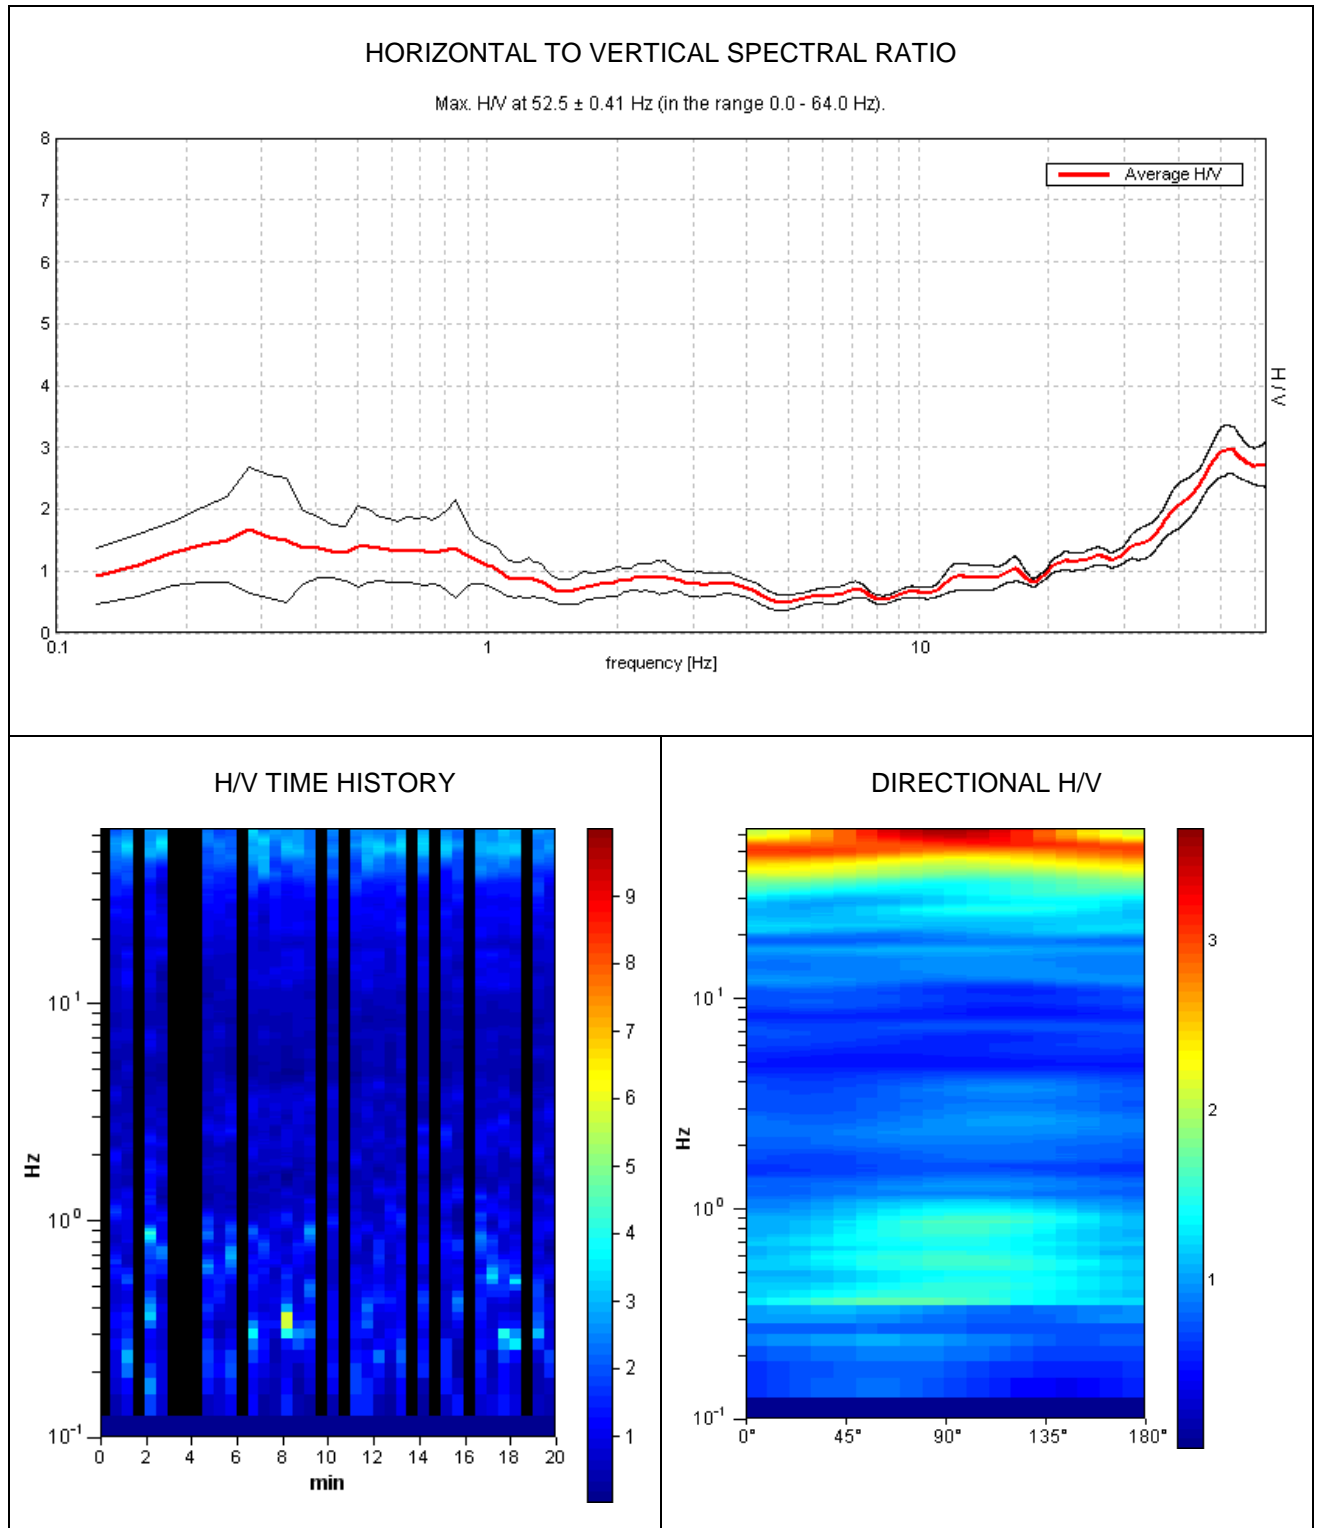 HORIZONTAL TO VERTICAL SPECTRAL RATIO
Max. H/V at 52.5 ± 0.41 Hz (in the range 0.0 - 64.0 Hz).
8
7
6
5
4
3
2
1
0
Average H/V
H / V
0.1 1 10
frequency [Hz]
H/V TIME HISTORY
10¹
10⁰
10⁻¹
Hz
0 2 4 6 8 10 12 14 16 18 20
min
9
8
7
6
5
4
3
2
1
DIRECTIONAL H/V
10¹
10⁰
10⁻¹
Hz
0° 45° 90° 135° 180°
3
2
1